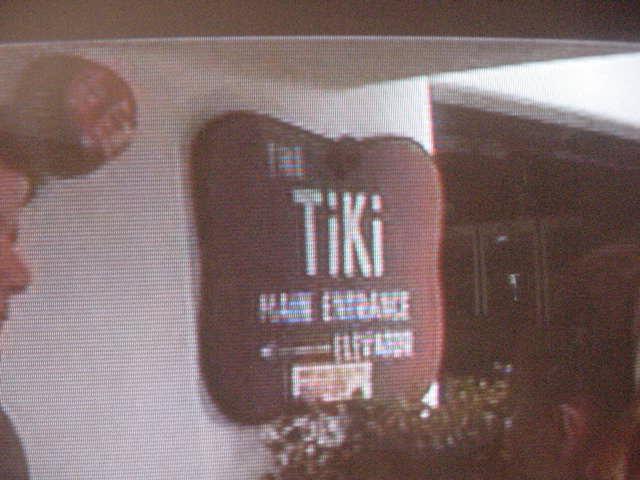 THE
TiKi
MAIN ENTRANCE
ELEVATOR